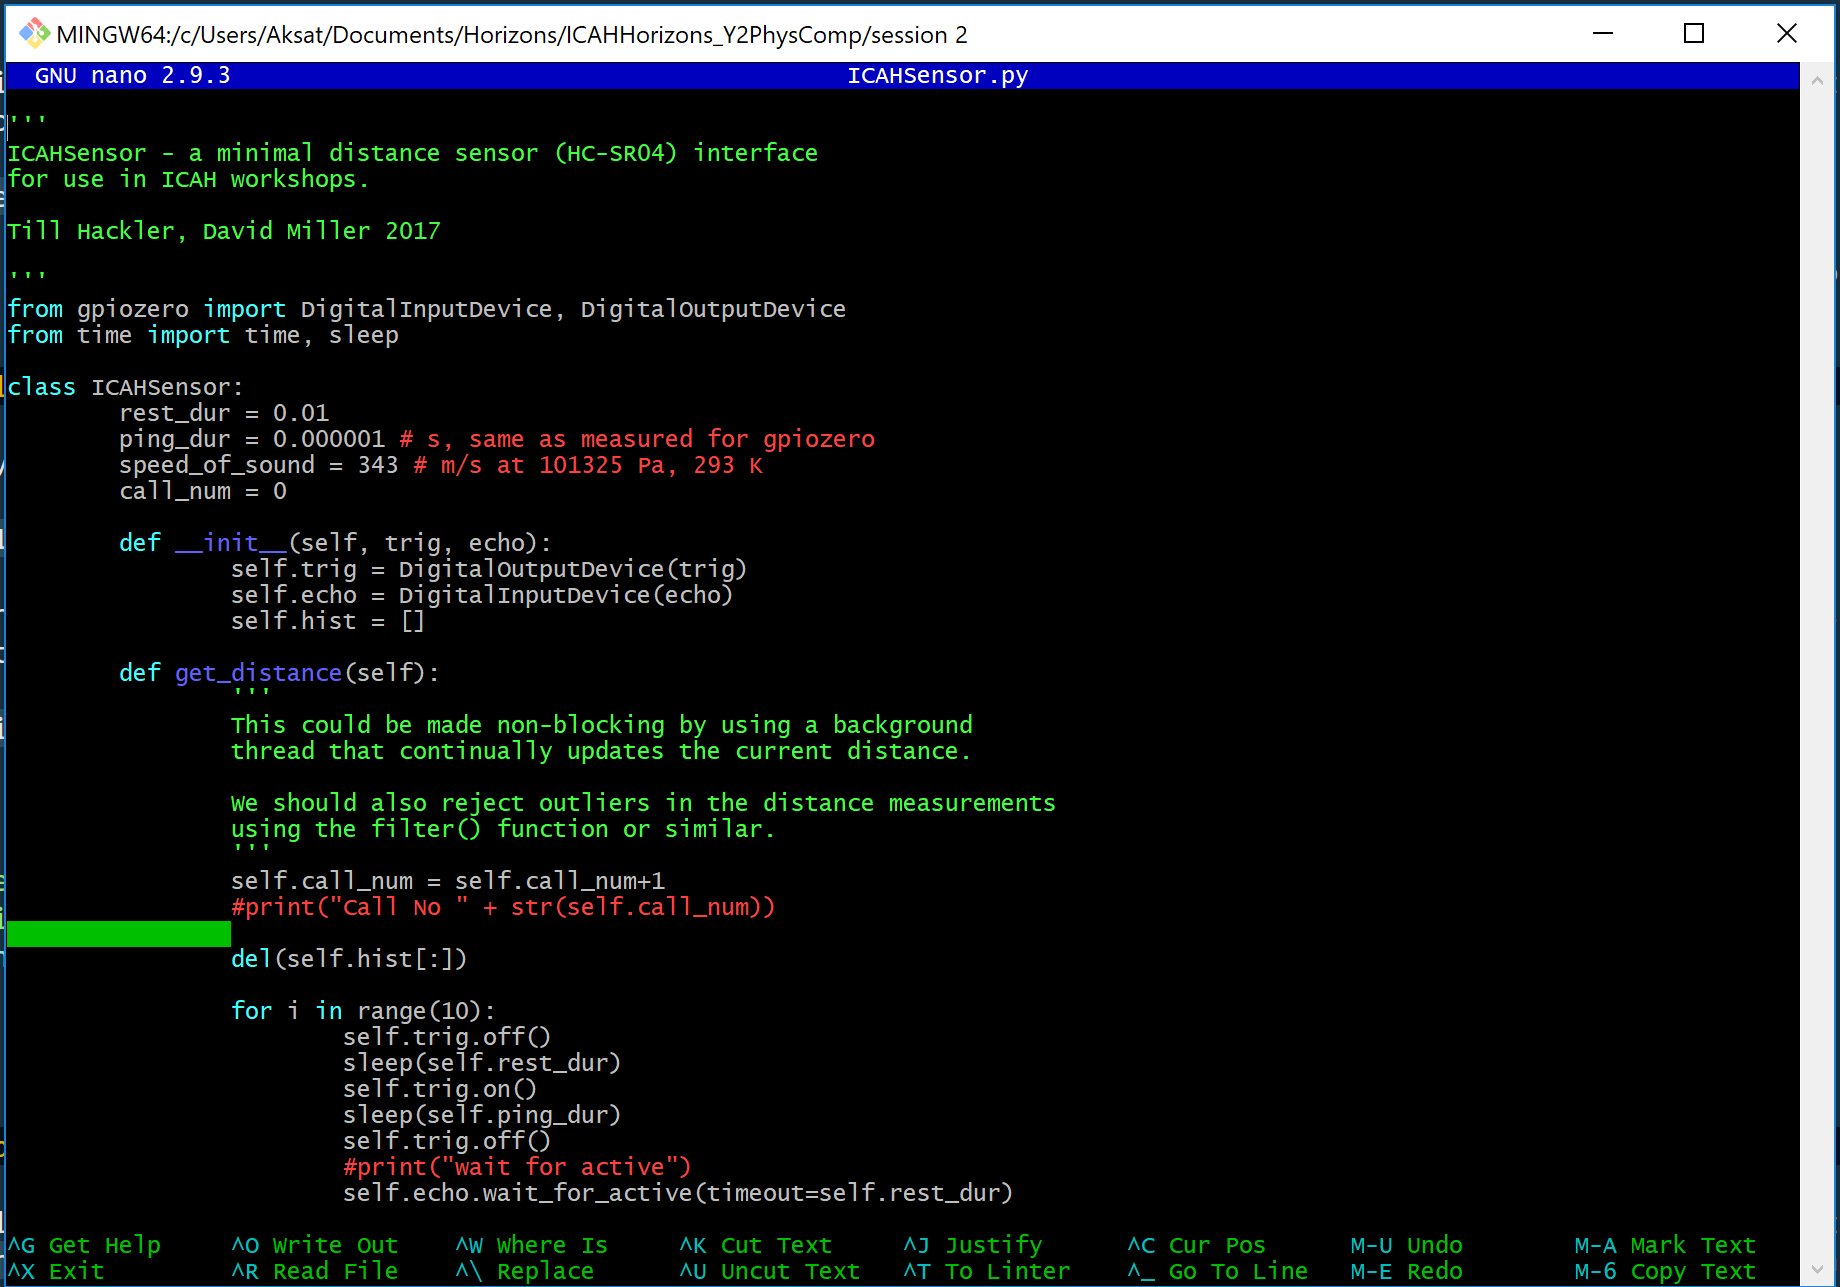 MINGW64:/c/Users/Aksat/Documents/Horizons/ICAHHorizons_Y2PhysComp/session 2
GNU nano 2.9.3 ICAHSensor.py
'''
ICAHSensor - a minimal distance sensor (HC-SR04) interface
for use in ICAH workshops.
Till Hackler, David Miller 2017
'''
from gpiozero import DigitalInputDevice, DigitalOutputDevice
from time import time, sleep
class ICAHSensor:
rest_dur = 0.01
ping_dur = 0.000001 # s, same as measured for gpiozero
speed_of_sound = 343 # m/s at 101325 Pa, 293 K
call_num = 0
def __init__(self, trig, echo):
self.trig = DigitalOutputDevice(trig)
self.echo = DigitalInputDevice(echo)
self.hist = []
def get_distance(self):
'''
This could be made non-blocking by using a background
thread that continually updates the current distance.
We should also reject outliers in the distance measurements
using the filter() function or similar.
'''
self.call_num = self.call_num+1
#print("Call No " + str(self.call_num))
del(self.hist[:])
for i in range(10):
self.trig.off()
sleep(self.rest_dur)
self.trig.on()
sleep(self.ping_dur)
self.trig.off()
#print("wait for active")
self.echo.wait_for_active(timeout=self.rest_dur)
^G Get Help ^O Write Out ^W Where Is ^K Cut Text ^J Justify ^C Cur Pos M-U Undo M-A Mark Text
^X Exit ^R Read File ^\ Replace ^U Uncut Text ^T To Linter ^_ Go To Line M-E Redo M-6 Copy Text